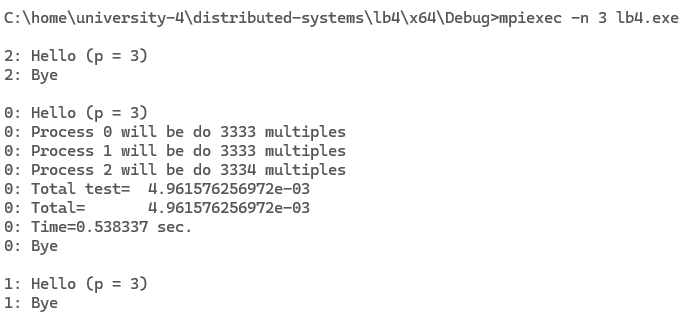 C:\home\university-4\distributed-systems\lb4\x64\Debug>mpiexec -n 3 lb4.exe
2: Hello (p = 3)
2: Bye
0: Hello (p = 3)
0: Process 0 will be do 3333 multiples
0: Process 1 will be do 3333 multiples
0: Process 2 will be do 3334 multiples
0: Total test=  4.961576256972e-03
0: Total=       4.961576256972e-03
0: Time=0.538337 sec.
0: Bye
1: Hello (p = 3)
1: Bye